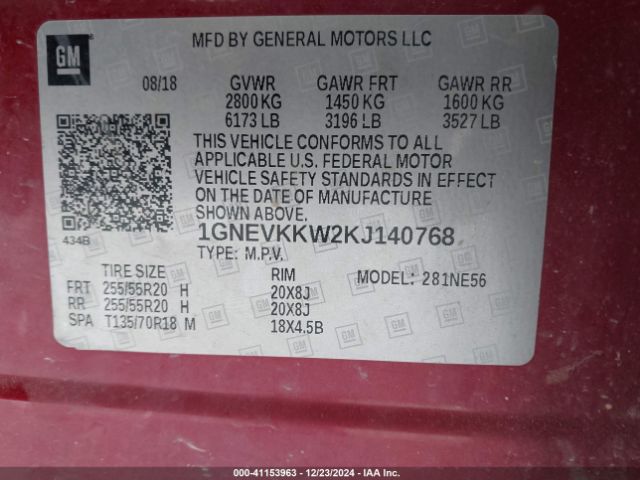 GM
MFD BY GENERAL MOTORS LLC
08/18 GVWR GAWR FRT GAWR RR
2800 KG 1450 KG 1600 KG
6173 LB 3196 LB 3527 LB
THIS VEHICLE CONFORMS TO ALL
APPLICABLE U.S. FEDERAL MOTOR
VEHICLE SAFETY STANDARDS IN EFFECT
ON THE DATE OF MANUFACTURE
SHOWN ABOVE.
434B
1GNEVKKW2KJ140768
TYPE: M.P.V.
TIRE SIZE RIM MODEL: 281NE56
FRT 255/55R20 H 20X8J
RR 255/55R20 H 20X8J
SPA T135/70R18 M 18X4.5B
000-41153963 - 12/23/2024 - IAA Inc.